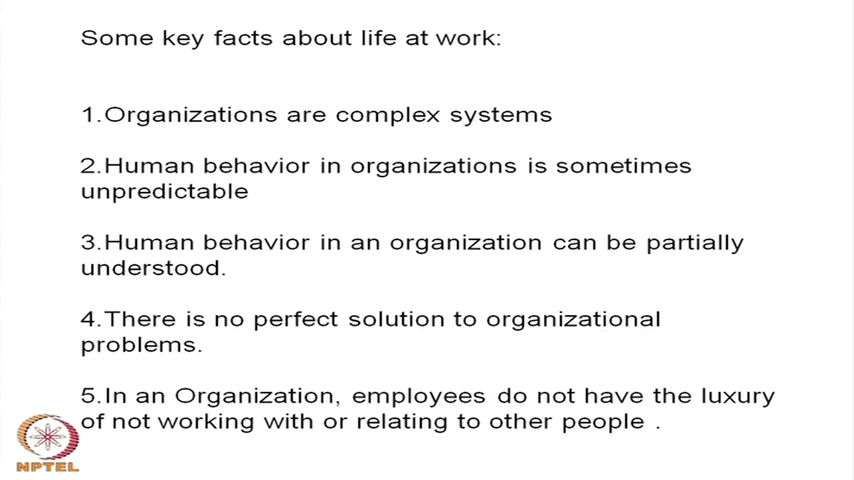 Some key facts about life at work:
1.Organizations are complex systems
2.Human behavior in organizations is sometimes
unpredictable
3.Human behavior in an organization can be partially
understood.
4.There is no perfect solution to organizational
problems.
5.In an Organization, employees do not have the luxury
of not working with or relating to other people .
NPTEL